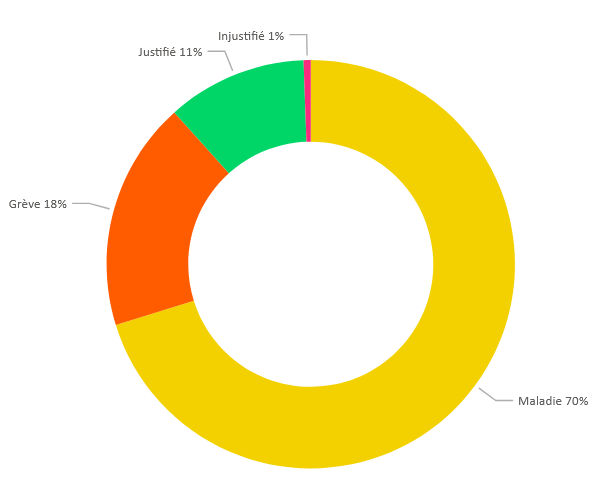 Injustifié 1%
Justifié 11%
Grève 18%
Maladie 70%